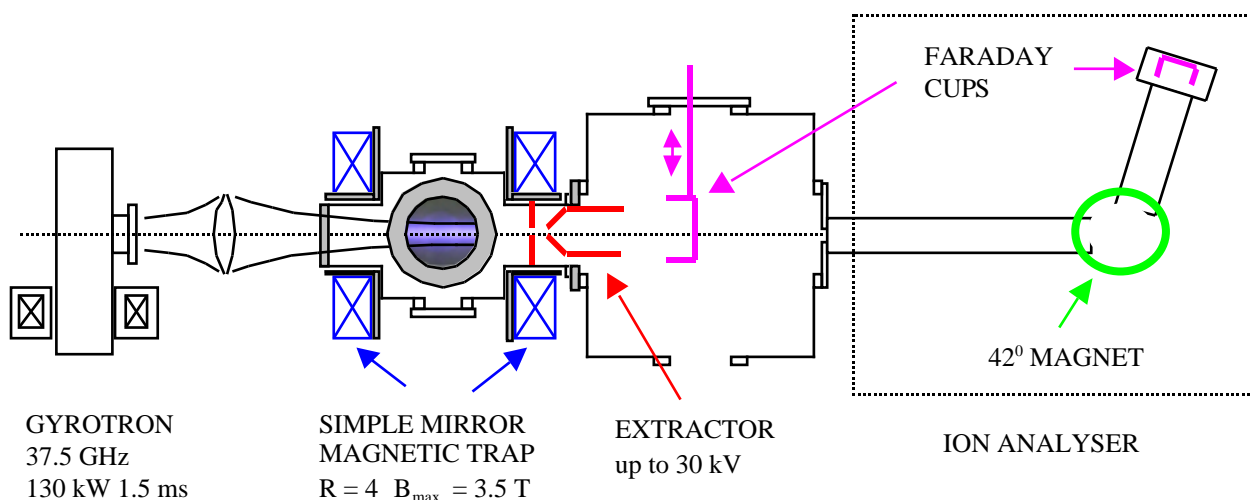 FARADAY
CUPS
42⁰ MAGNET
GYROTRON
37.5 GHz
130 kW 1.5 ms
SIMPLE MIRROR
MAGNETIC TRAP
R = 4 Bₘₐₓ = 3.5 T
EXTRACTOR
up to 30 kV
ION ANALYSER